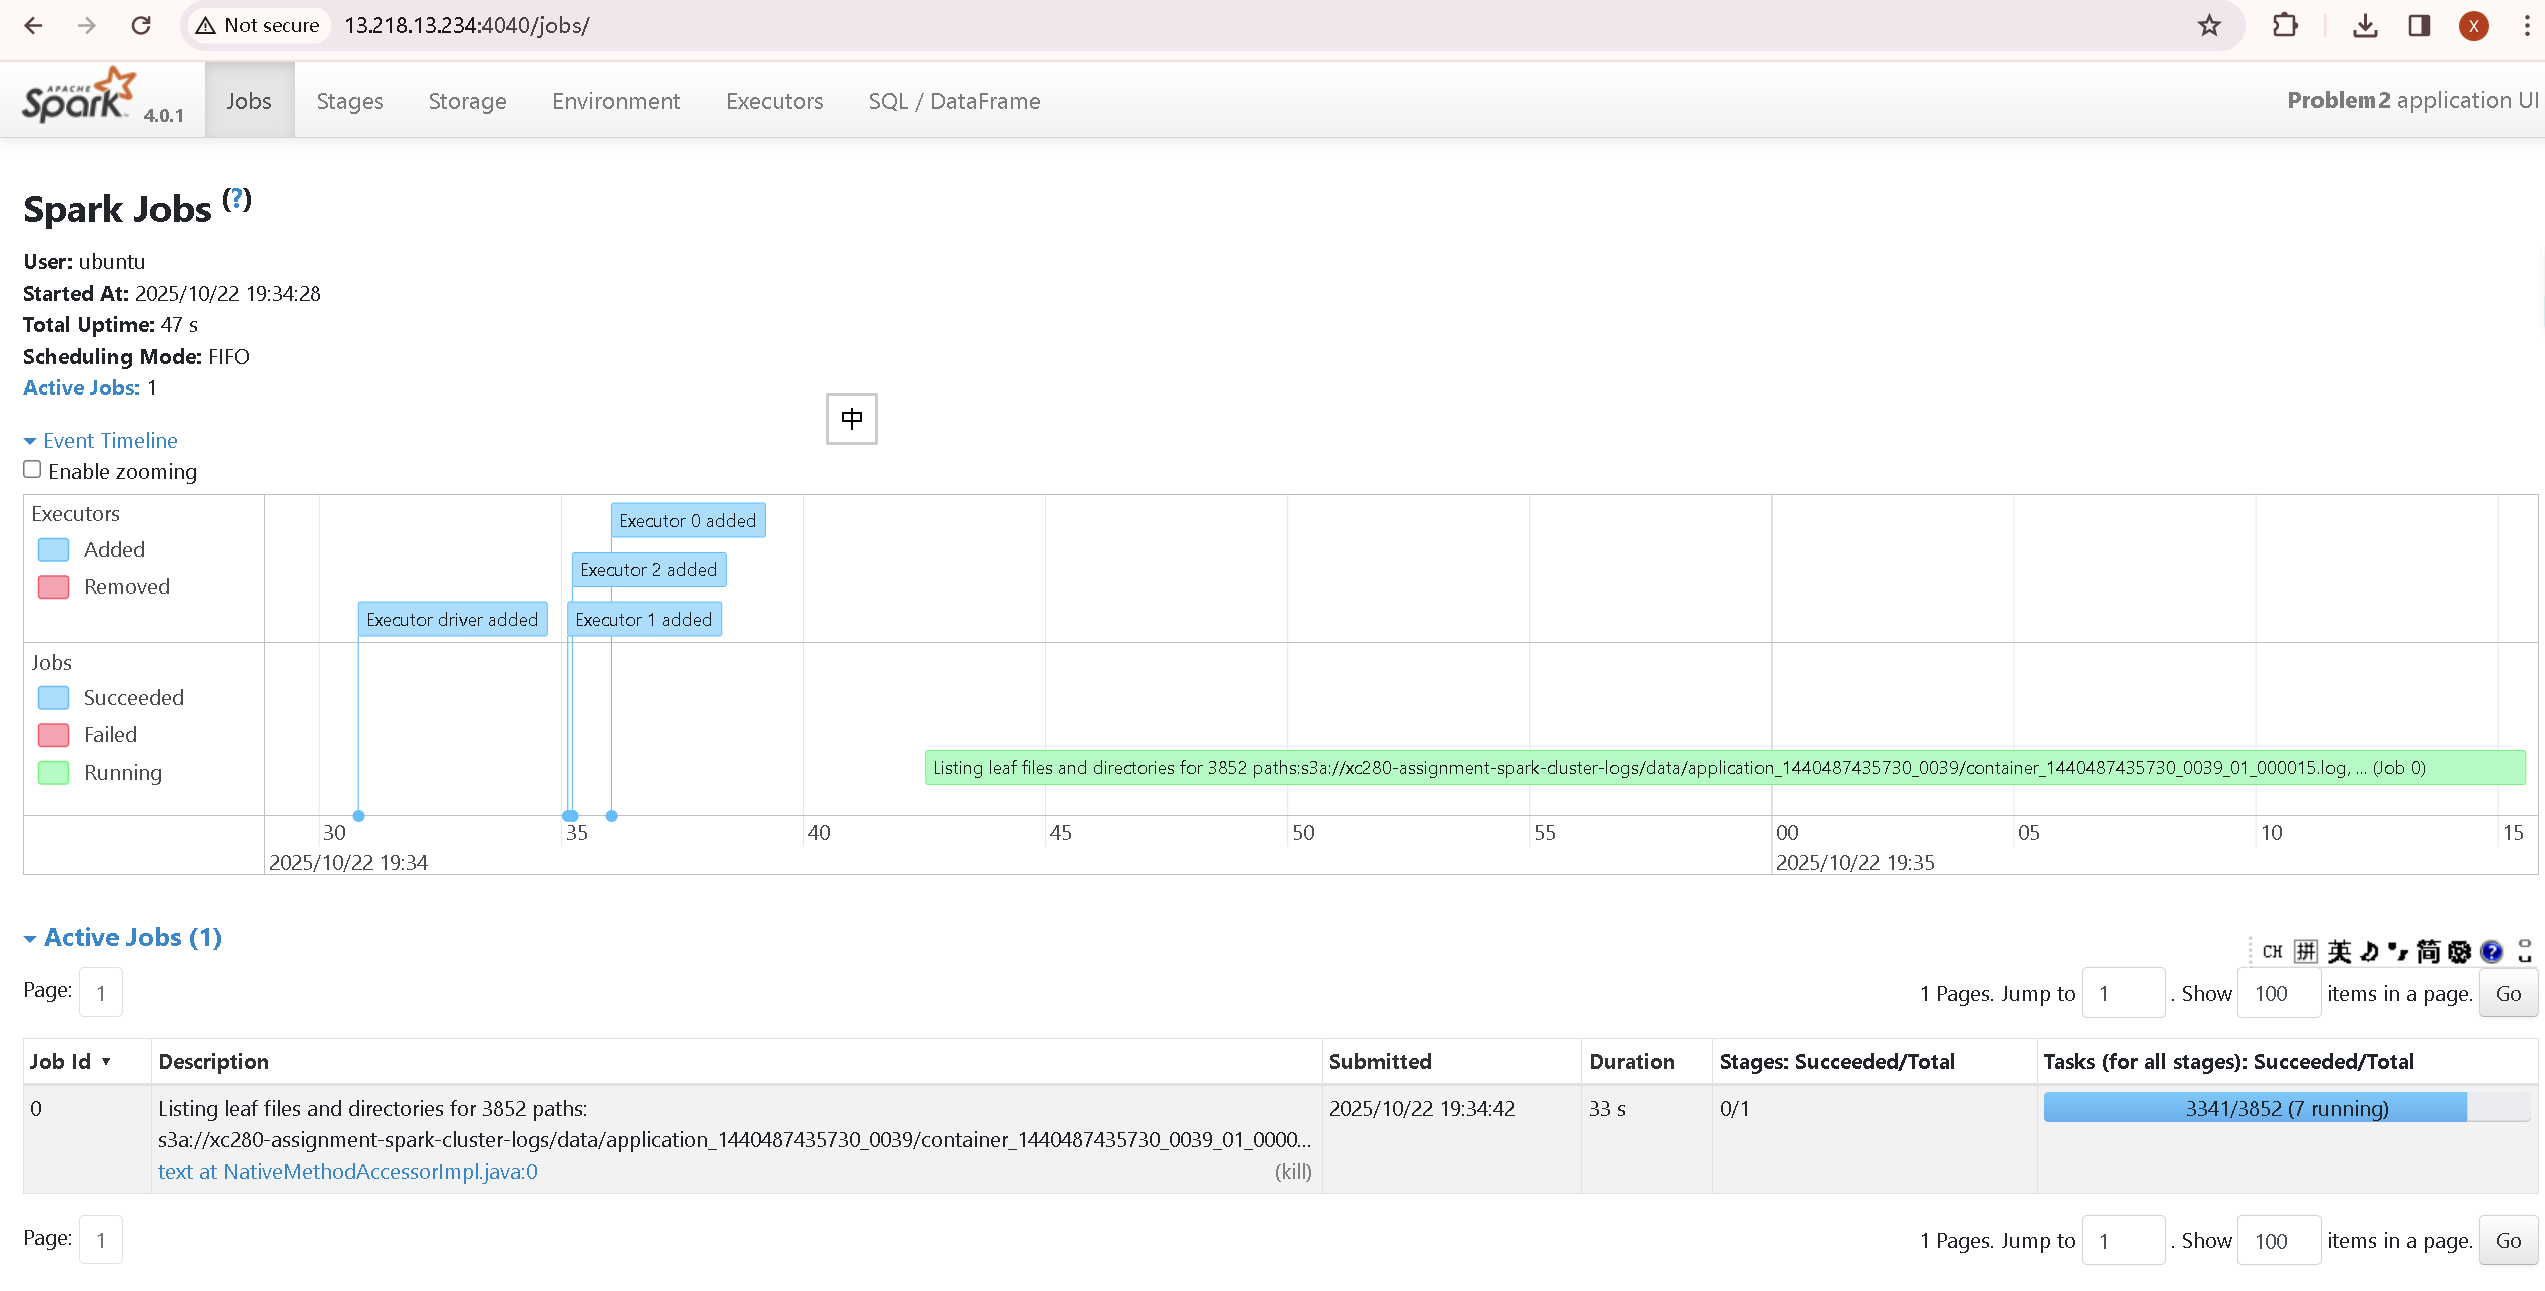 Not secure 13.218.13.234:4040/jobs/
X
APACHE Spark 4.0.1 Jobs Stages Storage Environment Executors SQL / DataFrame Problem2 application UI
Spark Jobs (?)
User: ubuntu
Started At: 2025/10/22 19:34:28
Total Uptime: 47 s
Scheduling Mode: FIFO
Active Jobs: 1
中
Event Timeline
Enable zooming
Executors
Added
Removed
Executor 0 added
Executor 2 added
Executor driver added Executor 1 added
Jobs
Succeeded
Failed
Running
Listing leaf files and directories for 3852 paths:s3a://xc280-assignment-spark-cluster-logs/data/application_1440487435730_0039/container_1440487435730_0039_01_000015.log, ... (Job 0)
30 35 40 45 50 55 00 05 10 15
2025/10/22 19:34 2025/10/22 19:35
Active Jobs (1)
CH 拼 英 简 ?
Page: 1 1 Pages. Jump to 1 . Show 100 items in a page. Go
Job Id ▾ Description Submitted Duration Stages: Succeeded/Total Tasks (for all stages): Succeeded/Total
0 Listing leaf files and directories for 3852 paths: 2025/10/22 19:34:42 33 s 0/1 3341/3852 (7 running)
s3a://xc280-assignment-spark-cluster-logs/data/application_1440487435730_0039/container_1440487435730_0039_01_0000...
text at NativeMethodAccessorImpl.java:0 (kill)
Page: 1 1 Pages. Jump to 1 . Show 100 items in a page. Go